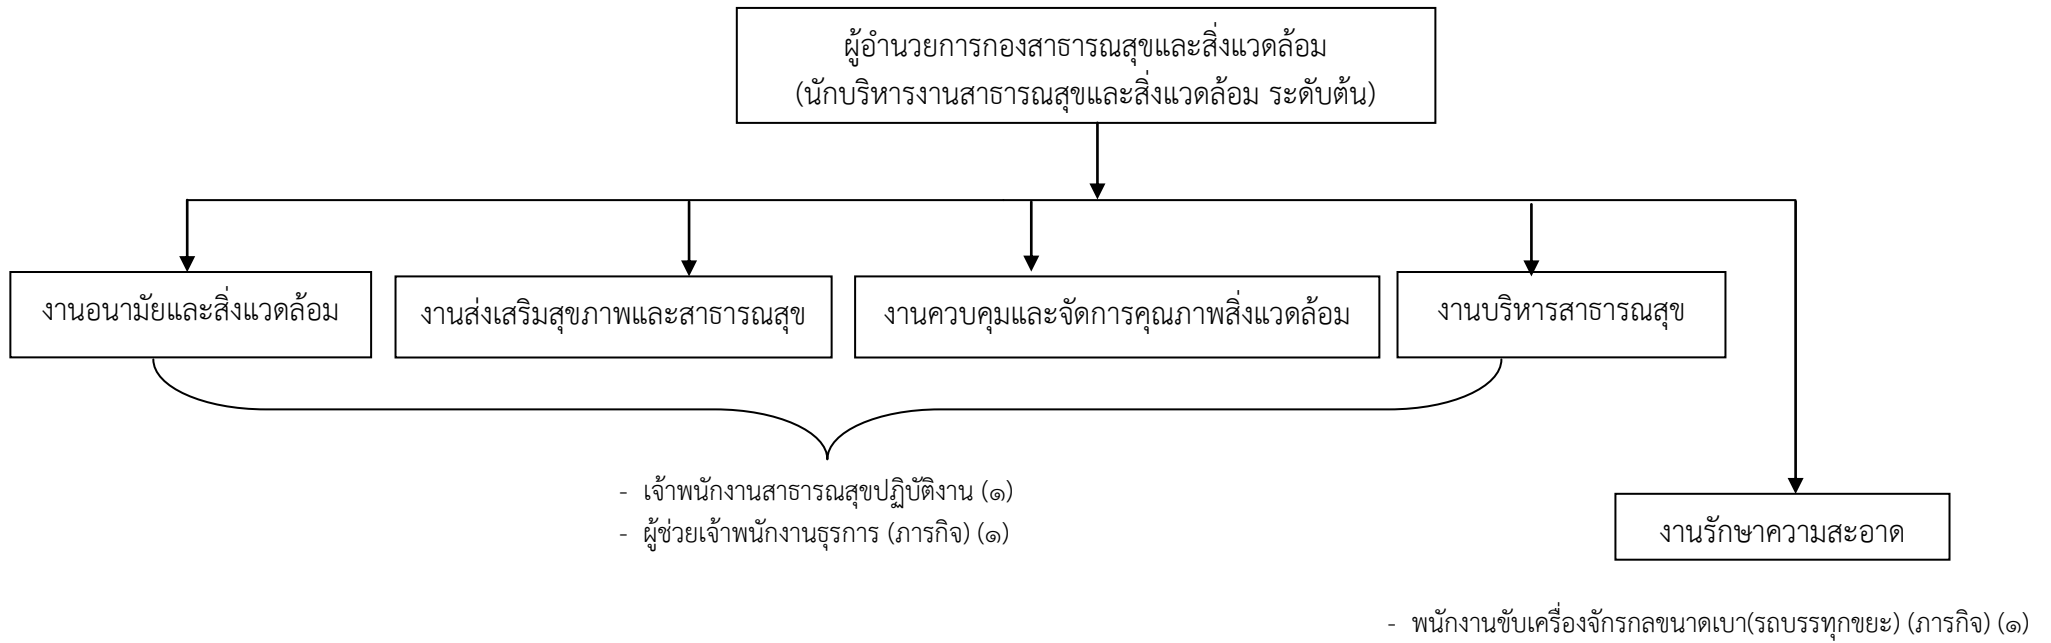 ผู้อำนวยการกองสาธารณสุขและสิ่งแวดล้อม
(นักบริหารงานสาธารณสุขและสิ่งแวดล้อม ระดับต้น)
งานอนามัยและสิ่งแวดล้อม
งานส่งเสริมสุขภาพและสาธารณสุข
งานควบคุมและจัดการคุณภาพสิ่งแวดล้อม
งานบริหารสาธารณสุข
- เจ้าพนักงานสาธารณสุขปฏิบัติงาน (๑)
- ผู้ช่วยเจ้าพนักงานธุรการ (ภารกิจ) (๑)
งานรักษาความสะอาด
- พนักงานขับเครื่องจักรกลขนาดเบา(รถบรรทุกขยะ) (ภารกิจ) (๑)